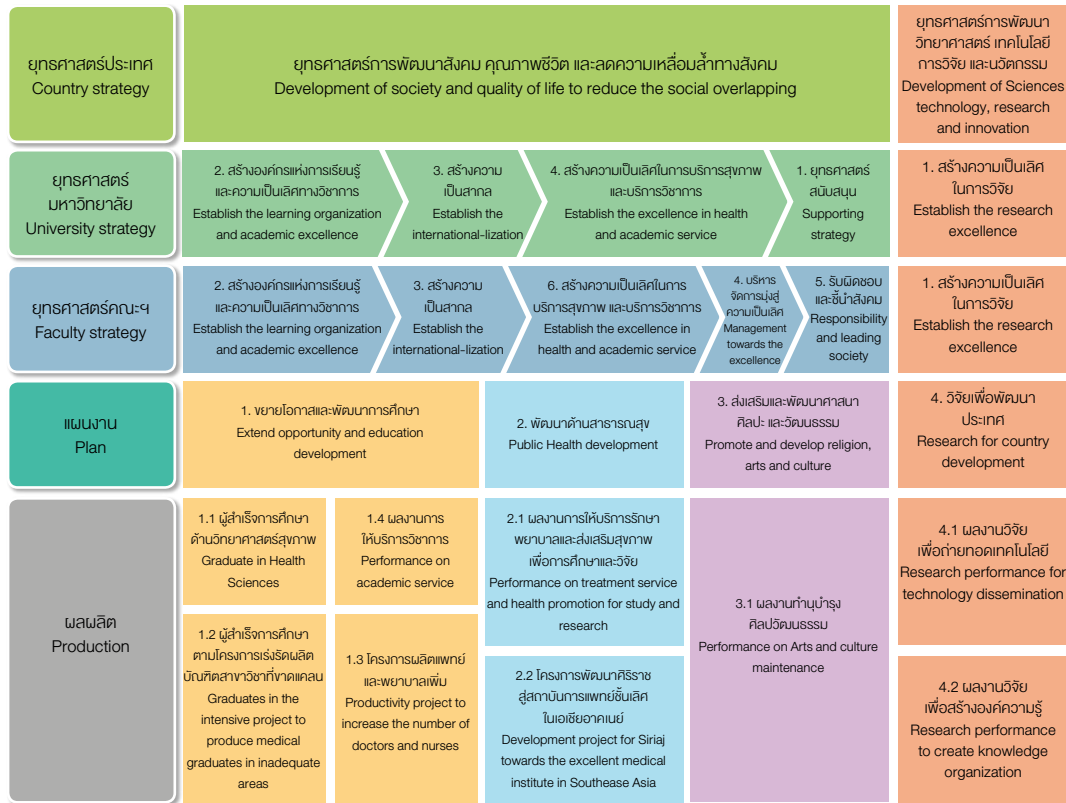 ยุทธศาสตร์ประเทศ
Country strategy
ยุทธศาสตร์การพัฒนาสังคม คุณภาพชีวิต และลดความเหลื่อมล้ำทางสังคม
Development of society and quality of life to reduce the social overlapping
ยุทธศาสตร์การพัฒนา
วิทยาศาสตร์ เทคโนโลยี
การวิจัย และนวัตกรรม
Development of Sciences
technology, research
and innovation
ยุทธศาสตร์
มหาวิทยาลัย
University strategy
2. สร้างองค์กรแห่งการเรียนรู้
และความเป็นเลิศทางวิชาการ
Establish the learning organization
and academic excellence
3. สร้างความ
เป็นสากล
Establish the
international-lization
4. สร้างความเป็นเลิศในการบริการสุขภาพ
และบริการวิชาการ
Establish the excellence in health
and academic service
1. ยุทธศาสตร์
สนับสนุน
Supporting
strategy
1. สร้างความเป็นเลิศ
ในการวิจัย
Establish the research
excellence
ยุทธศาสตร์คณะฯ
Faculty strategy
2. สร้างองค์กรแห่งการเรียนรู้
และความเป็นเลิศทางวิชาการ
Establish the learning organization
and academic excellence
3. สร้างความ
เป็นสากล
Establish the
international-lization
6. สร้างความเป็นเลิศในการ
บริการสุขภาพ และบริการวิชาการ
Establish the excellence in
health and academic service
4. บริหาร
จัดการมุ่งสู่
ความเป็นเลิศ
Management
towards the
excellence
5. รับผิดชอบ
และชี้นำสังคม
Responsibility
and leading
society
1. สร้างความเป็นเลิศ
ในการวิจัย
Establish the research
excellence
แผนงาน
Plan
1. ขยายโอกาสและพัฒนาการศึกษา
Extend opportunity and education
development
2. พัฒนาด้านสาธารณสุข
Public Health development
3. ส่งเสริมและพัฒนาศาสนา
ศิลปะ และวัฒนธรรม
Promote and develop religion,
arts and culture
4. วิจัยเพื่อพัฒนา
ประเทศ
Research for country
development
ผลผลิต
Production
1.1 ผู้สำเร็จการศึกษา
ด้านวิทยาศาสตร์สุขภาพ
Graduate in Health
Sciences
1.4 ผลงานการ
ให้บริการวิชาการ
Performance on
academic service
2.1 ผลงานการให้บริการรักษา
พยาบาลและส่งเสริมสุขภาพ
เพื่อการศึกษาและวิจัย
Performance on treatment service
and health promotion for study and
research
3.1 ผลงานทำนุบำรุง
ศิลปวัฒนธรรม
Performance on Arts and culture
maintenance
4.1 ผลงานวิจัย
เพื่อถ่ายทอดเทคโนโลยี
Research performance for
technology dissemination
1.2 ผู้สำเร็จการศึกษา
ตามโครงการเร่งรัดผลิต
บัณฑิตสาขาวิชาที่ขาดแคลน
Graduates in the
intensive project to
produce medical
graduates in inadequate
areas
1.3 โครงการผลิตแพทย์
และพยาบาลเพิ่ม
Productivity project to
increase the number of
doctors and nurses
2.2 โครงการพัฒนาศิริราช
สู่สถาบันการแพทย์ชั้นเลิศ
ในเอเชียอาคเนย์
Development project for Siriaj
towards the excellent medical
institute in Southease Asia
4.2 ผลงานวิจัย
เพื่อสร้างองค์ความรู้
Research performance
to create knowledge
organization